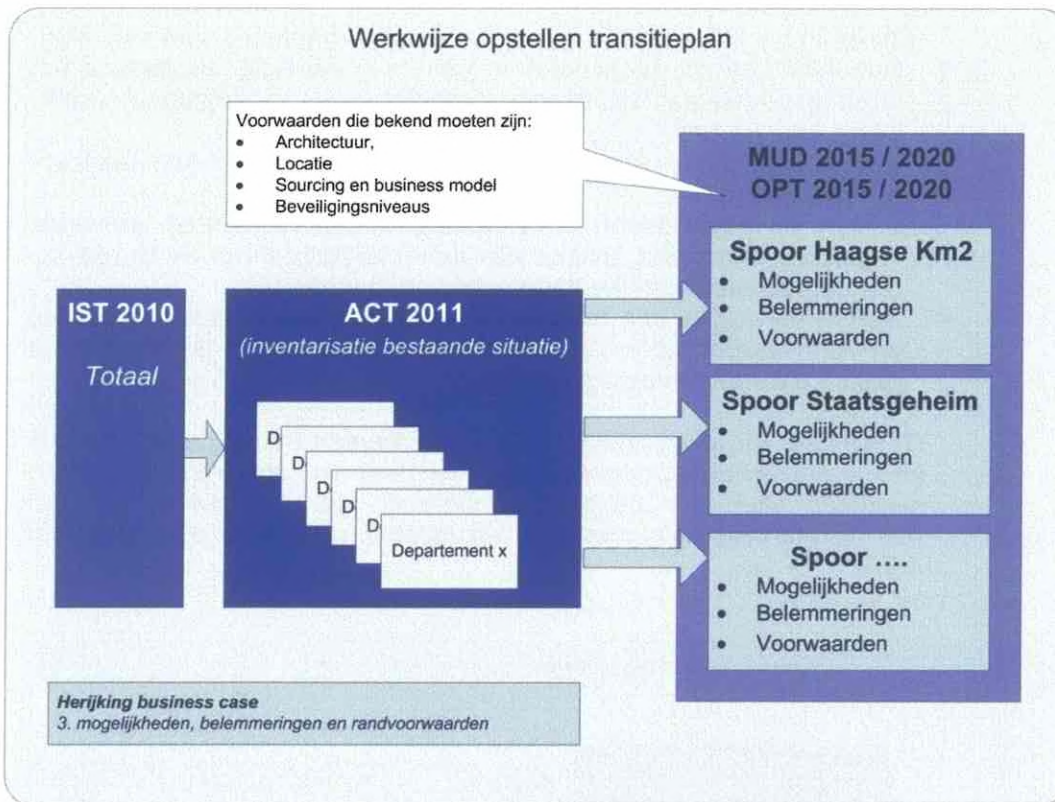 Werkwijze opstellen transitieplan
Voorwaarden die bekend moeten zijn:
• Architectuur,
• Locatie
• Sourcing en business model
• Beveiligingsniveaus
MUD 2015 / 2020
OPT 2015 / 2020
IST 2010
Totaal
ACT 2011
(inventarisatie bestaande situatie)
D
D
D
D
D
Departement x
Spoor Haagse Km2
• Mogelijkheden
• Belemmeringen
• Voorwaarden
Spoor Staatsgeheim
• Mogelijkheden
• Belemmeringen
• Voorwaarden
Spoor ....
• Mogelijkheden
• Belemmeringen
• Voorwaarden
Herijking business case
3. mogelijkheden, belemmeringen en randvoorwaarden